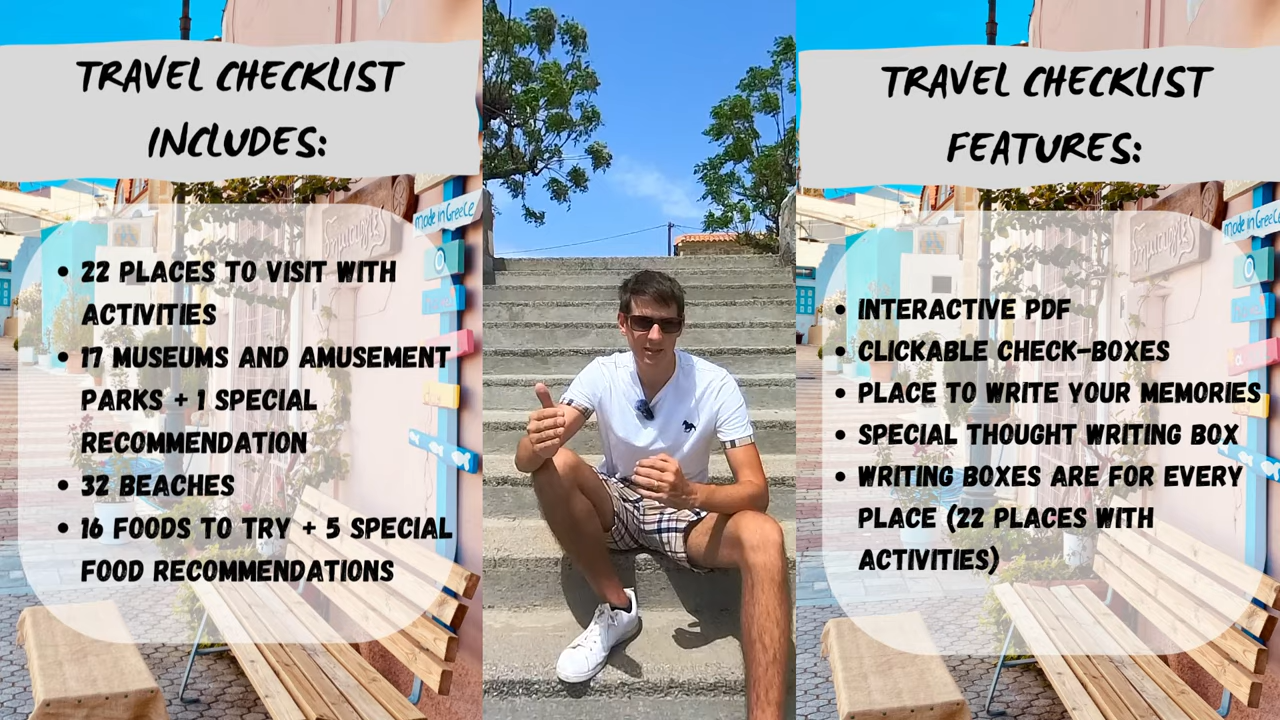 TRAVEL CHECKLIST
INCLUDES:
made in Greece
• 22 PLACES TO VISIT WITH
ACTIVITIES
• 17 MUSEUMS AND AMUSEMENT
PARKS + 1 SPECIAL
RECOMMENDATION
• 32 BEACHES
• 16 FOODS TO TRY + 5 SPECIAL
FOOD RECOMMENDATIONS
TRAVEL CHECKLIST
FEATURES:
made in Greece
• INTERACTIVE PDF
• CLICKABLE CHECK-BOXES
• PLACE TO WRITE YOUR MEMORIES
• SPECIAL THOUGHT WRITING BOX
• WRITING BOXES ARE FOR EVERY
PLACE (22 PLACES WITH
ACTIVITIES)